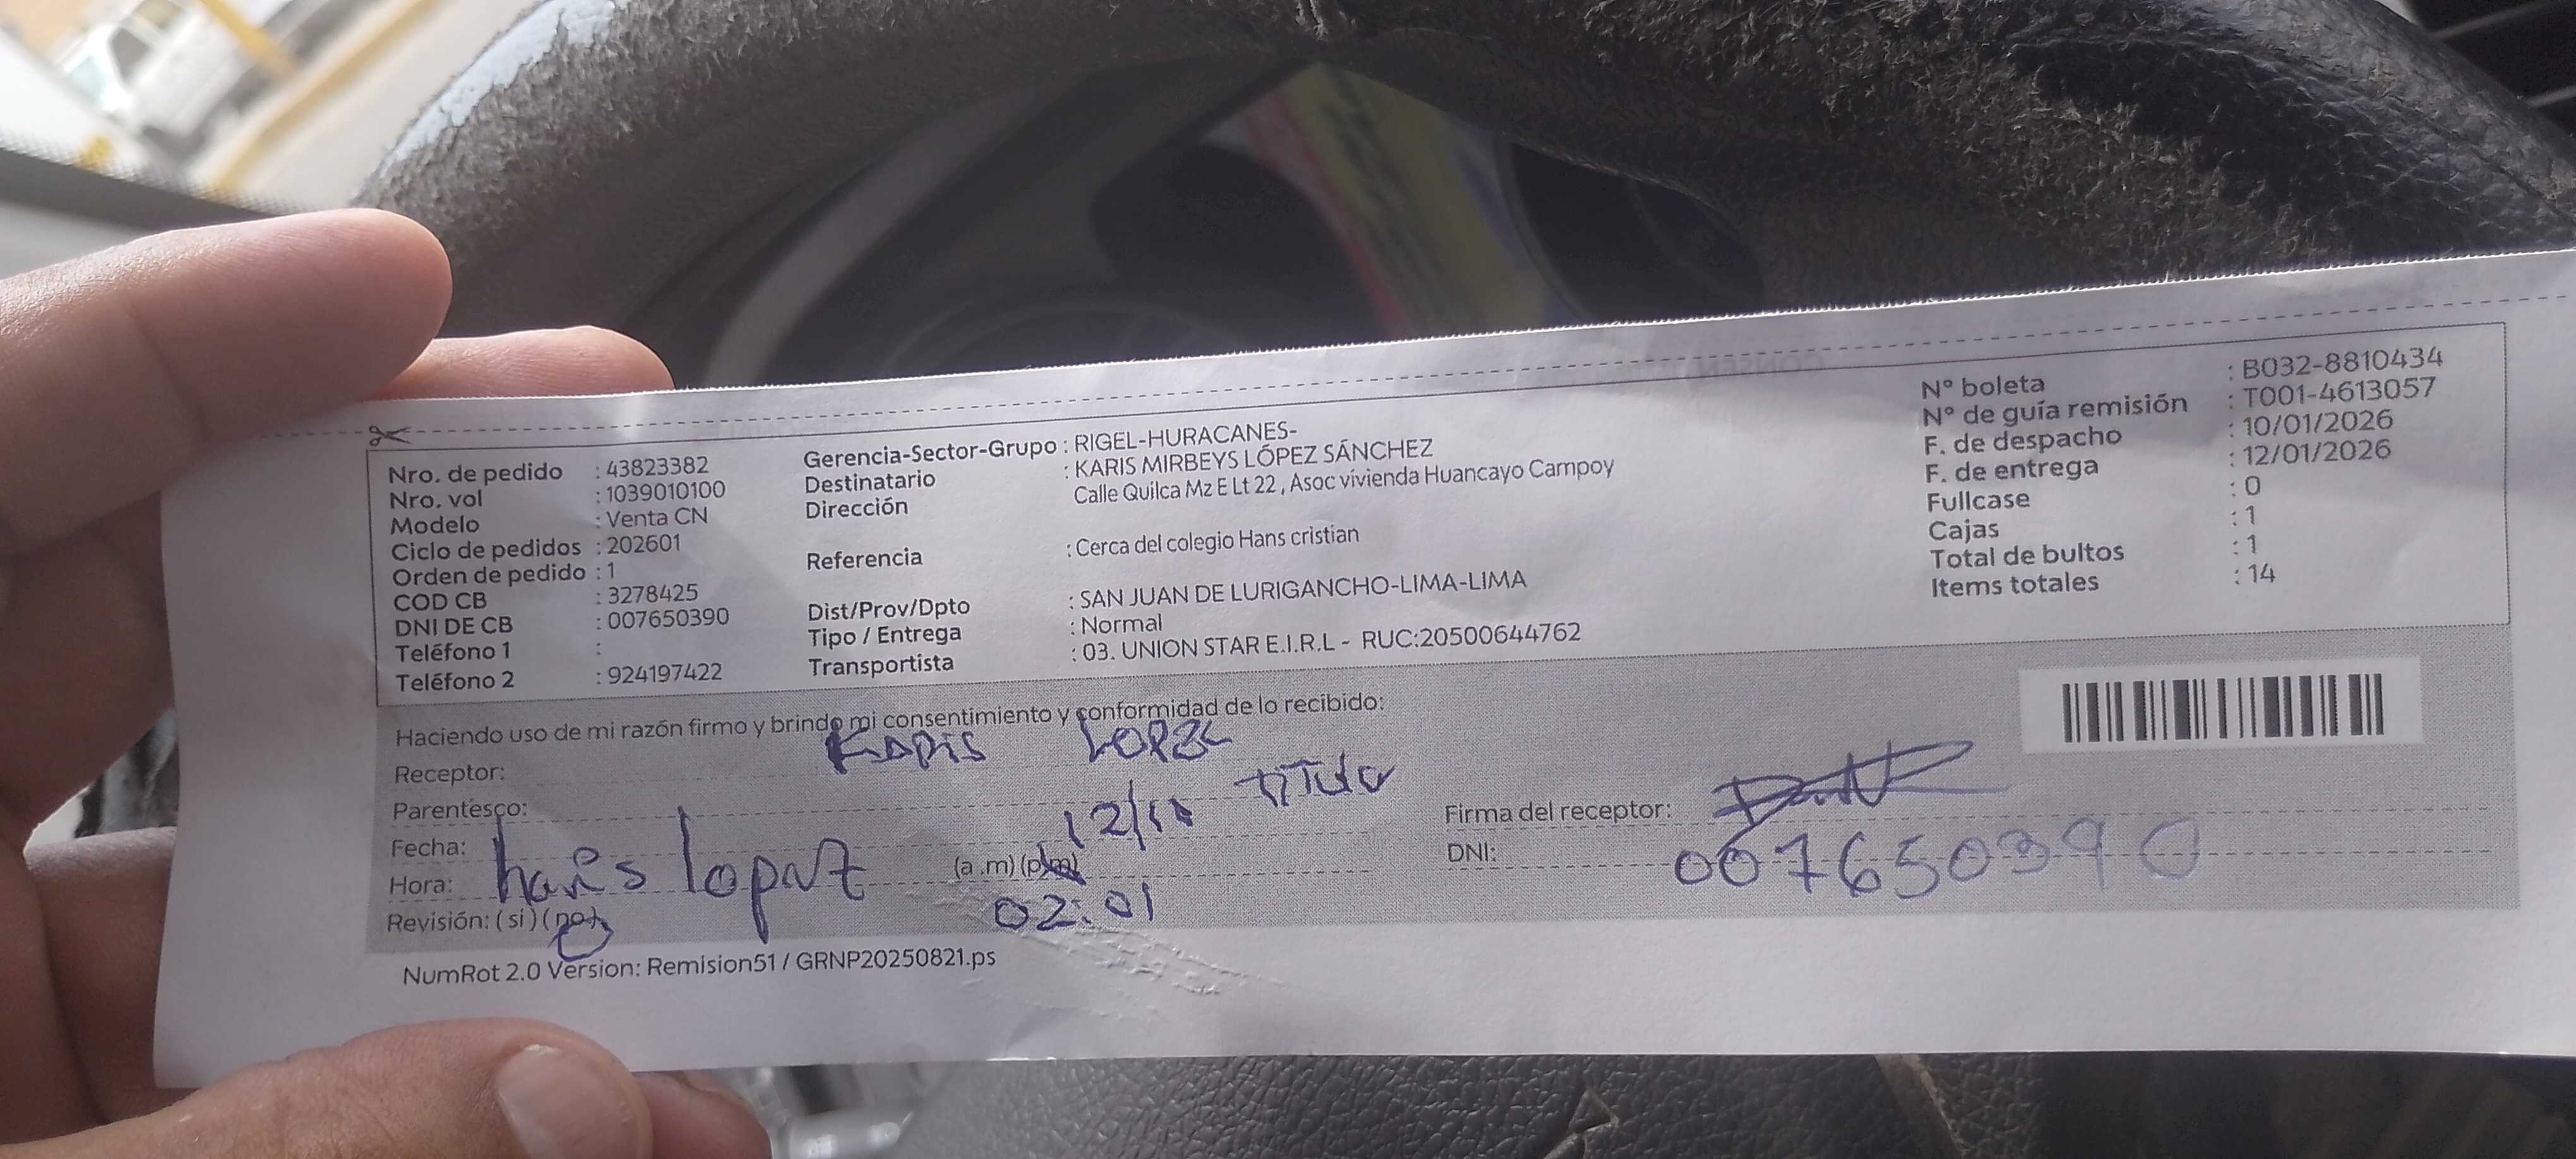 Nro. de pedido : 43823382
Nro. vol : 1039010100
Modelo : Venta CN
Ciclo de pedidos : 202601
Orden de pedido : 1
COD CB : 3278425
DNI DE CB : 007650390
Teléfono 1 :
Teléfono 2 : 924197422
Gerencia-Sector-Grupo : RIGEL-HURACANES-
Destinatario : KARIS MIRBEYS LÓPEZ SÁNCHEZ
Dirección Calle Quilca Mz E Lt 22 , Asoc vivienda Huancayo Campoy
Referencia : Cerca del colegio Hans cristian
Dist/Prov/Dpto : SAN JUAN DE LURIGANCHO-LIMA-LIMA
Tipo / Entrega : Normal
Transportista : 03. UNION STAR E.I.R.L - RUC:20500644762
N° boleta : B032-8810434
N° de guía remisión : T001-4613057
F. de despacho : 10/01/2026
F. de entrega : 12/01/2026
Fullcase : 0
Cajas : 1
Total de bultos : 1
Items totales : 14
Haciendo uso de mi razón firmo y brindo mi consentimiento y conformidad de lo recibido:
Receptor: KARIS LOPEZ
Parentesco: TITULAR
Fecha:
Hora: (a.m) (p.m)
02:01
Revisión: (si) (no)
Firma del receptor:
DNI: 007650390
NumRot 2.0 Version: Remision51 / GRNP20250821.ps